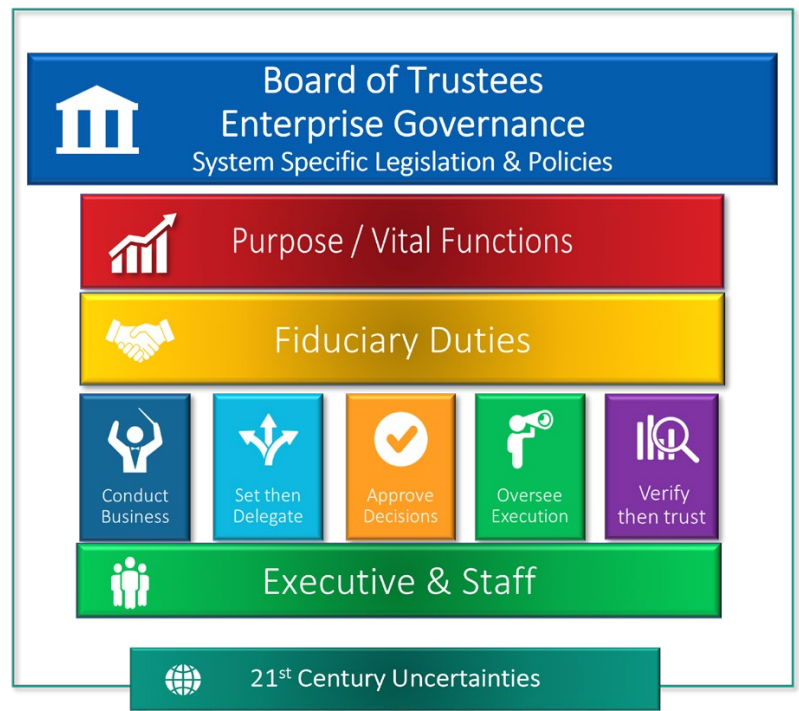 Board of Trustees
Enterprise Governance
System Specific Legislation & Policies
Purpose / Vital Functions
Fiduciary Duties
Conduct
Business
Set then
Delegate
Approve
Decisions
Oversee
Execution
Verify
then trust
Executive & Staff
21st Century Uncertainties